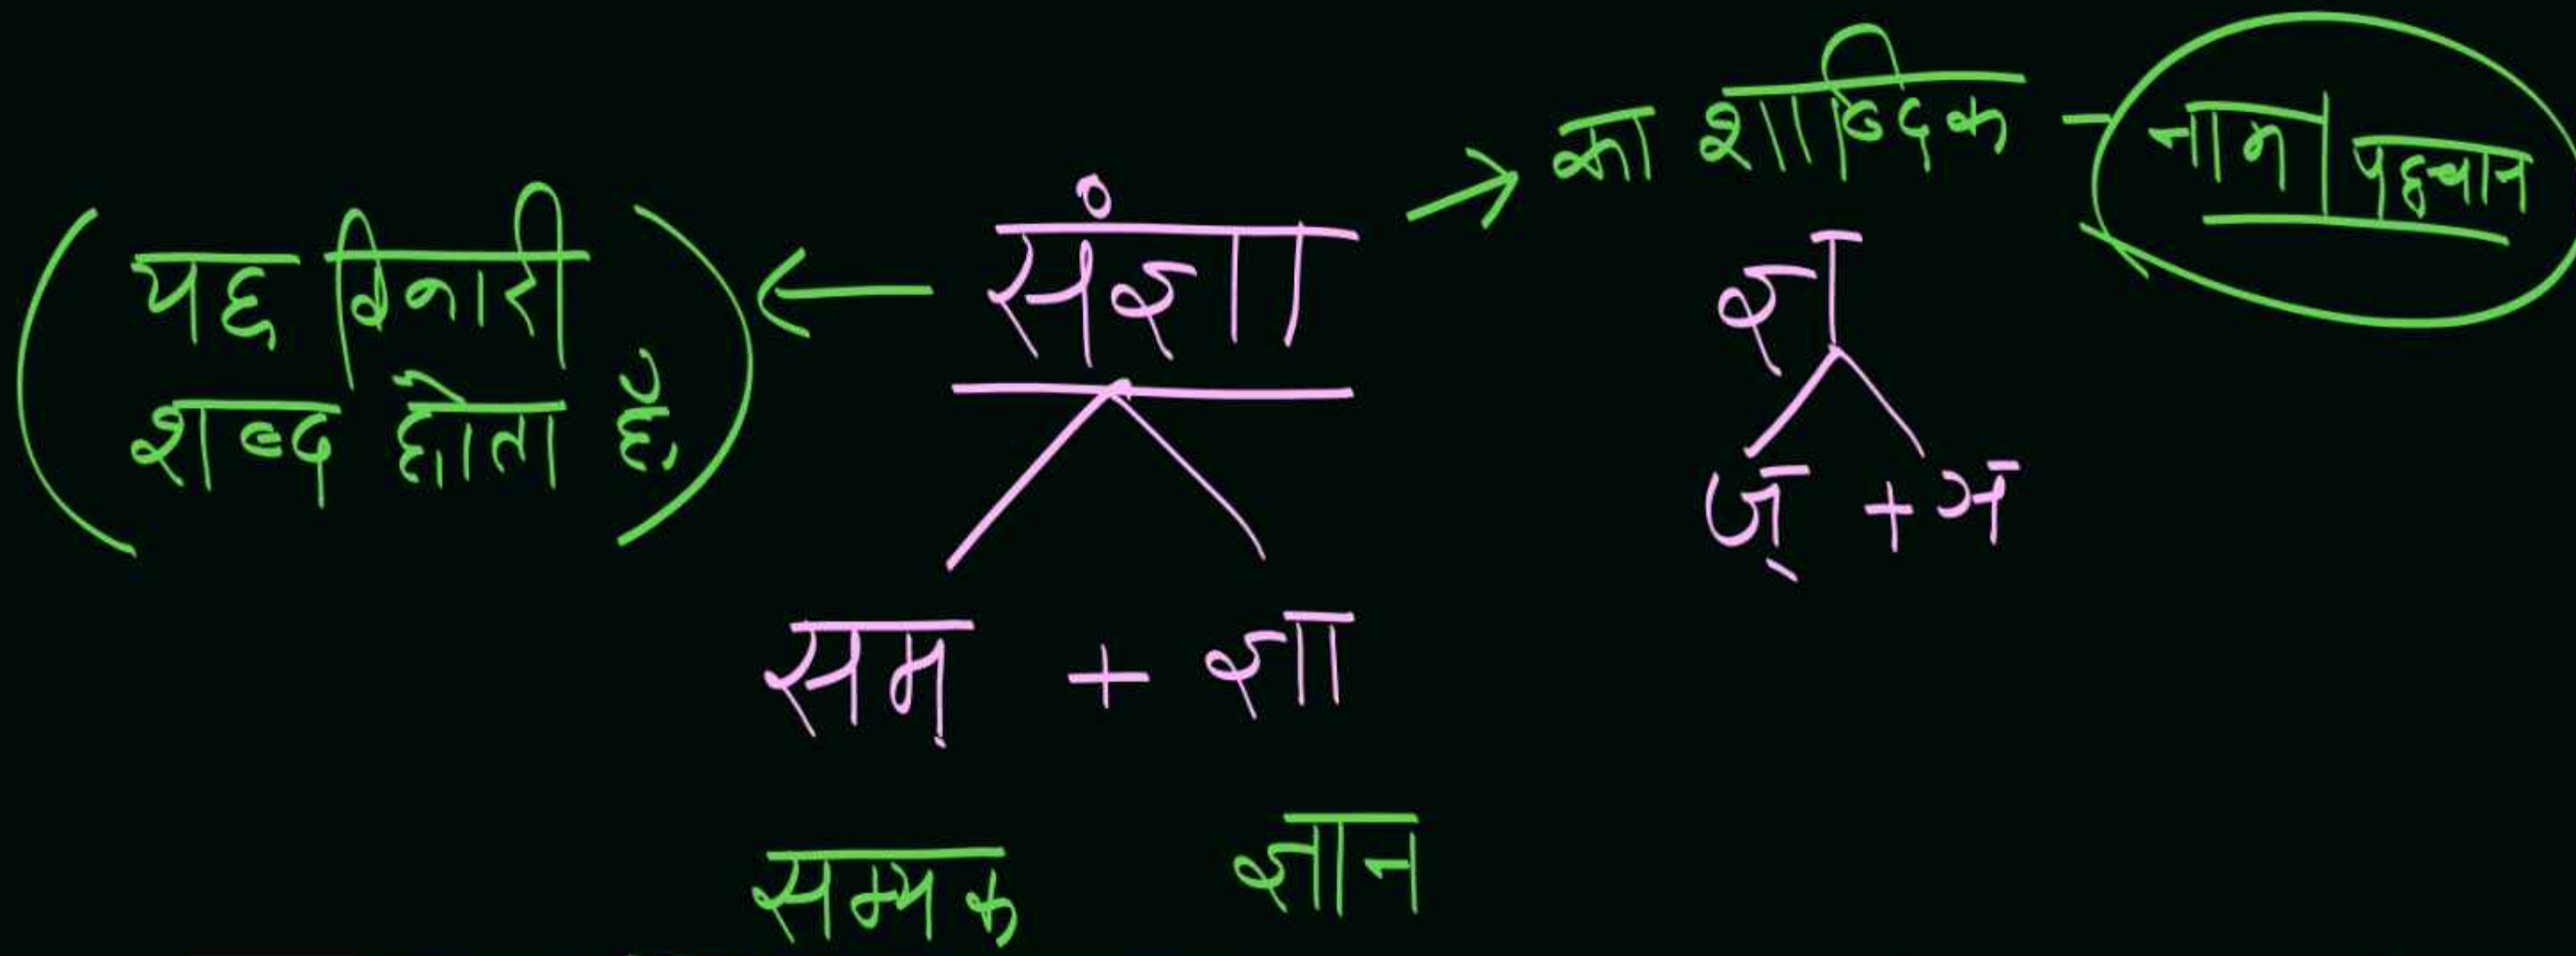 संज्ञा → का शाब्दिक - नाम | पहचान
← (यह विकारी
शब्द होता है)
ज्ञ
ज् + ञ
सम् + ज्ञा
सम्यक ज्ञान